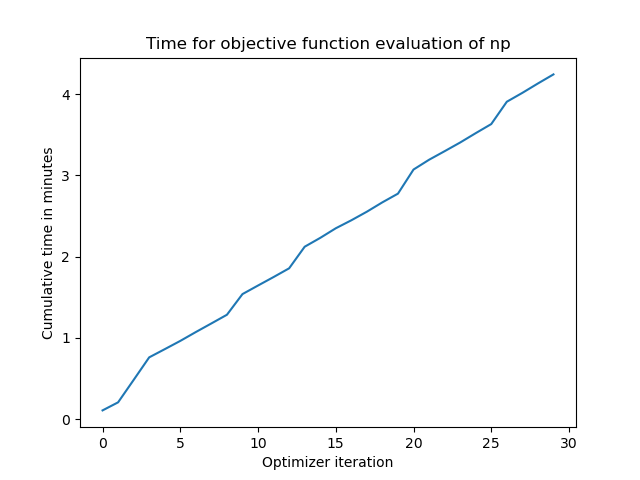 Time for objective function evaluation of np
Cumulative time in minutes
4
3
2
1
0
0 5 10 15 20 25 30
Optimizer iteration